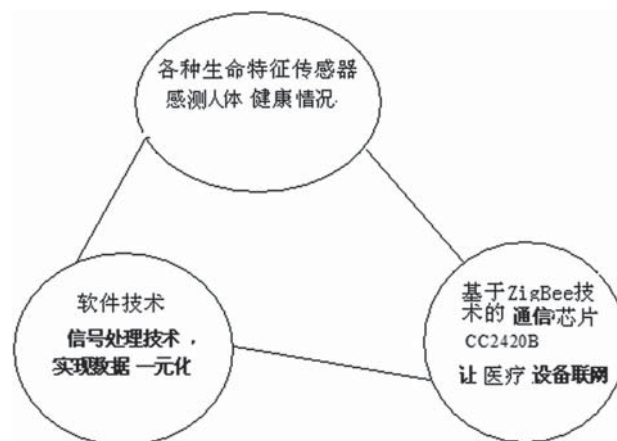 各种生命特征传感器
感测人体 健康情况.
软件技术
信号处理技术，
实现数据 一元化
基于ZigBee技
术的 通信芯片
CC2420B
让 医疗 设备联网